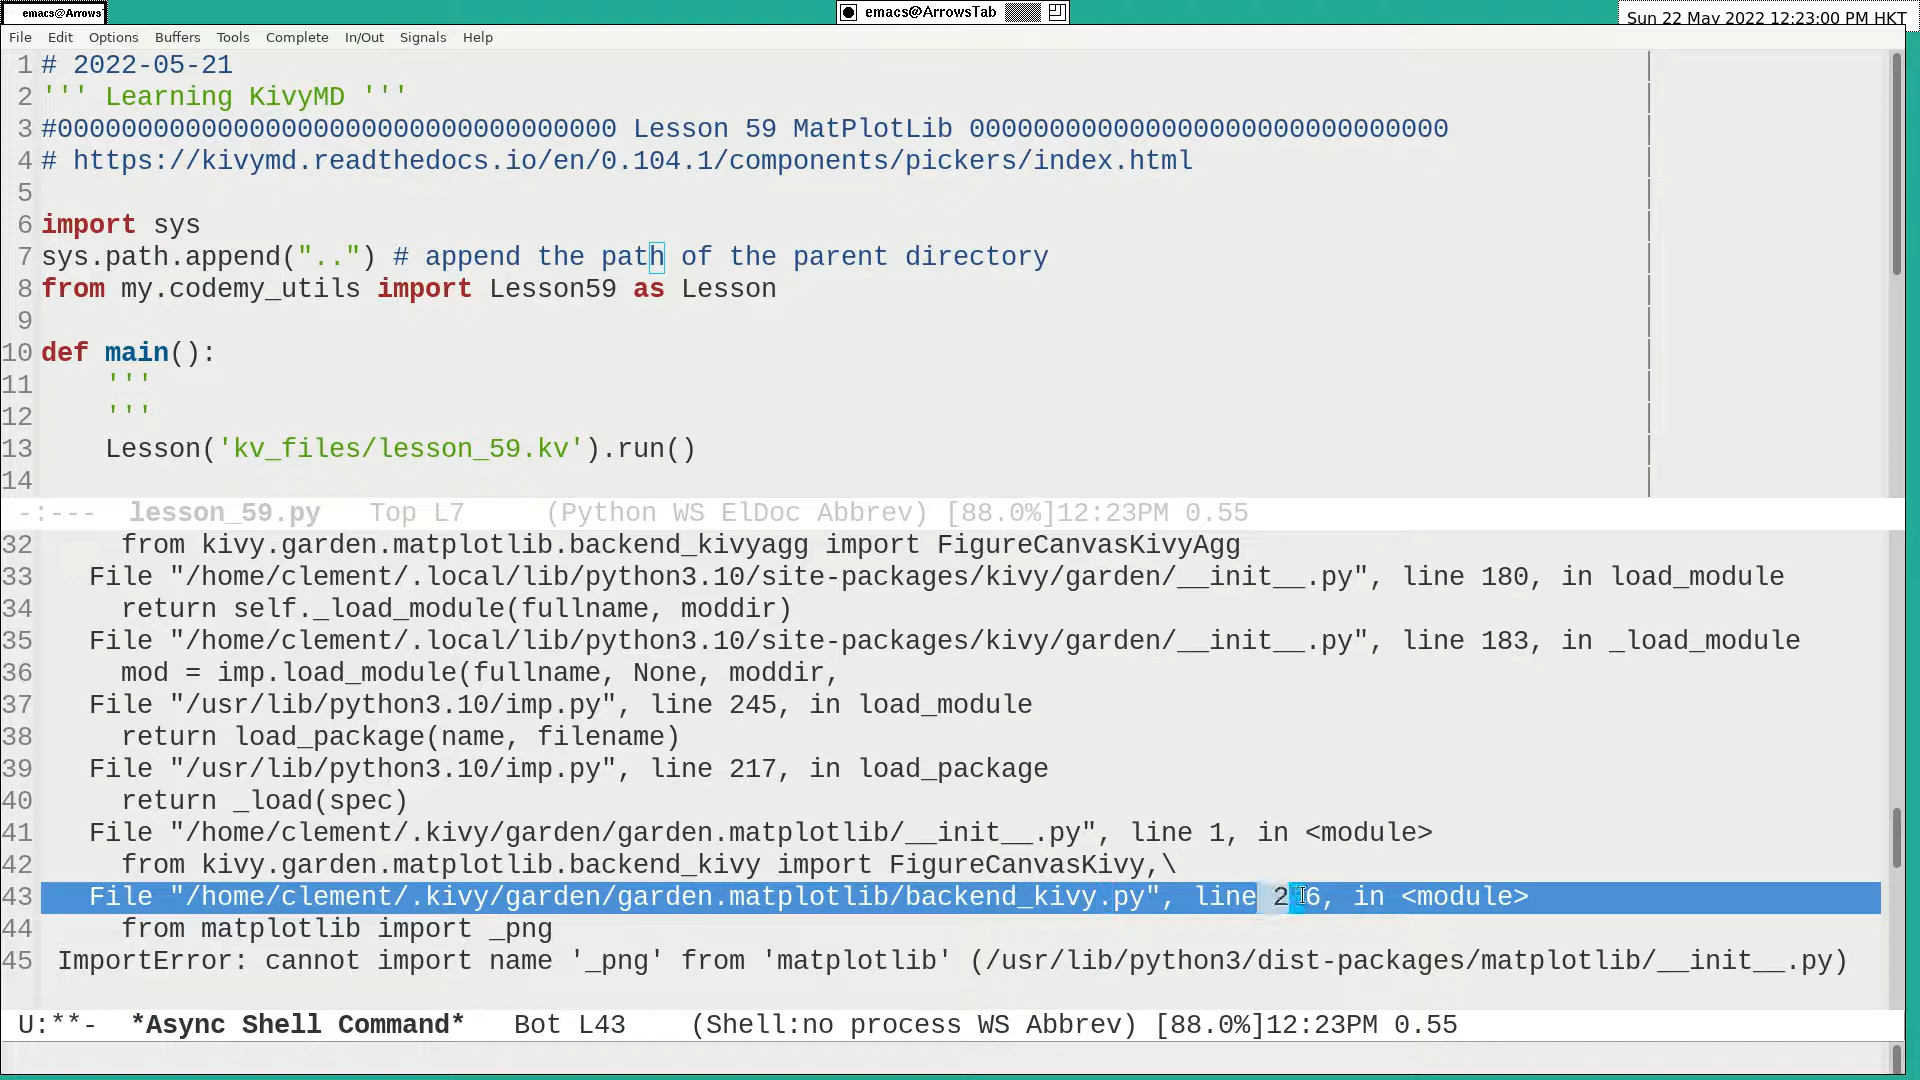 emacs@Arrows
emacs@ArrowsTab
Sun 22 May 2022 12:23:00 PM HKT
File Edit Options Buffers Tools Complete In/Out Signals Help
1 # 2022-05-21
2 ''' Learning KivyMD '''
3 #00000000000000000000000000000000000 Lesson 59 MatPlotLib 000000000000000000000000000000
4 # https://kivymd.readthedocs.io/en/0.104.1/components/pickers/index.html
5
6 import sys
7 sys.path.append("..") # append the path of the parent directory
8 from my.codemy_utils import Lesson59 as Lesson
9
10 def main():
11 '''
12 '''
13 Lesson('kv_files/lesson_59.kv').run()
14
-:--- lesson_59.py Top L7 (Python WS ElDoc Abbrev) [88.0%]12:23PM 0.55
32 from kivy.garden.matplotlib.backend_kivyagg import FigureCanvasKivyAgg
33 File "/home/clement/.local/lib/python3.10/site-packages/kivy/garden/__init__.py", line 180, in load_module
34 return self._load_module(fullname, moddir)
35 File "/home/clement/.local/lib/python3.10/site-packages/kivy/garden/__init__.py", line 183, in _load_module
36 mod = imp.load_module(fullname, None, moddir,
37 File "/usr/lib/python3.10/imp.py", line 245, in load_module
38 return load_package(name, filename)
39 File "/usr/lib/python3.10/imp.py", line 217, in load_package
40 return _load(spec)
41 File "/home/clement/.kivy/garden/garden.matplotlib/__init__.py", line 1, in <module>
42 from kivy.garden.matplotlib.backend_kivy import FigureCanvasKivy,\
43 File "/home/clement/.kivy/garden/garden.matplotlib/backend_kivy.py", line in <module>
44 from matplotlib import _png
45 ImportError: cannot import name '_png' from 'matplotlib' (/usr/lib/python3/dist-packages/matplotlib/__init__.py)
U:**- *Async Shell Command* Bot L43 (Shell:no process WS Abbrev) [88.0%]12:23PM 0.55